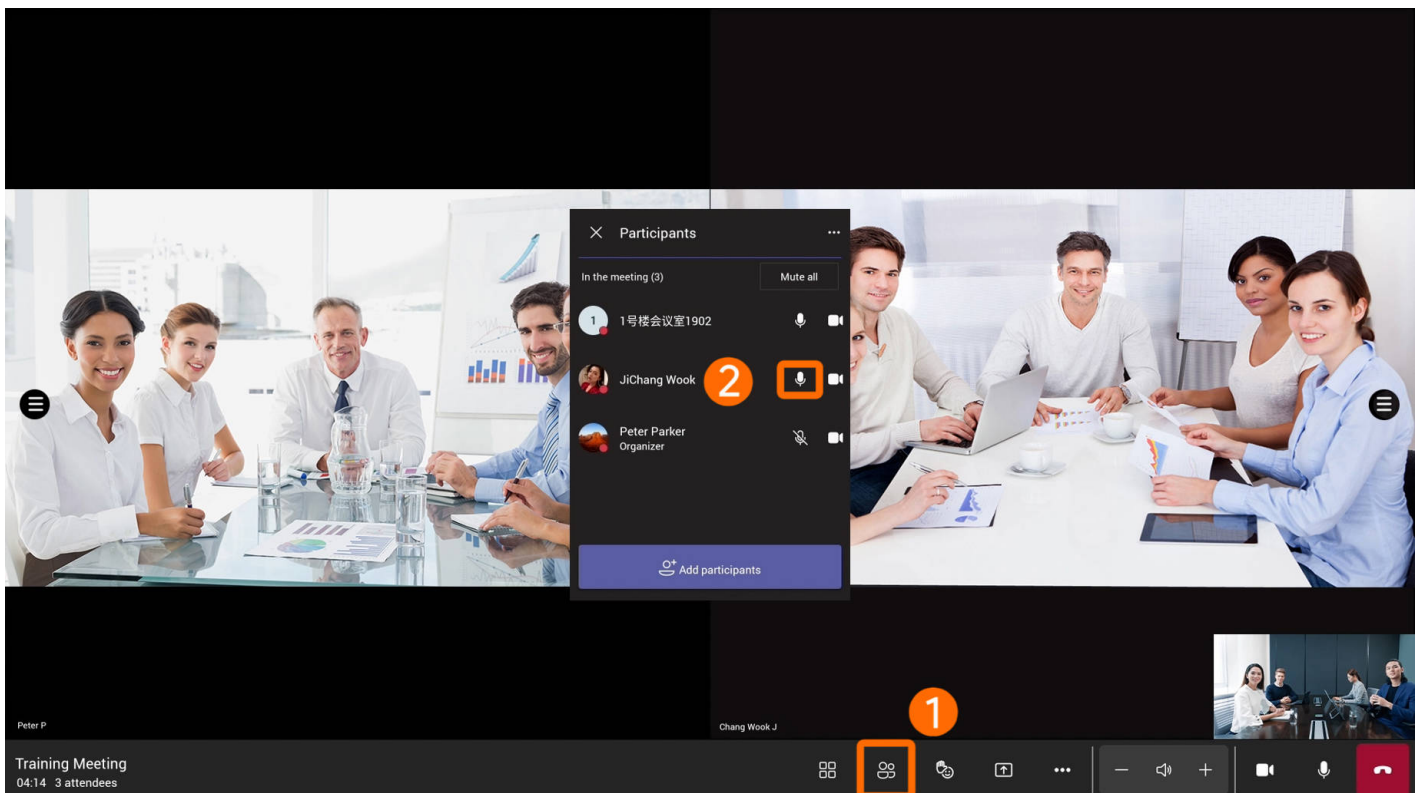 Participants
In the meeting (3)
Mute all
1
1号楼会议室1902
JiChang Wook
2
Peter Parker
Organizer
Add participants
Peter P
Chang Wook J
1
Training Meeting
04:14 3 attendees